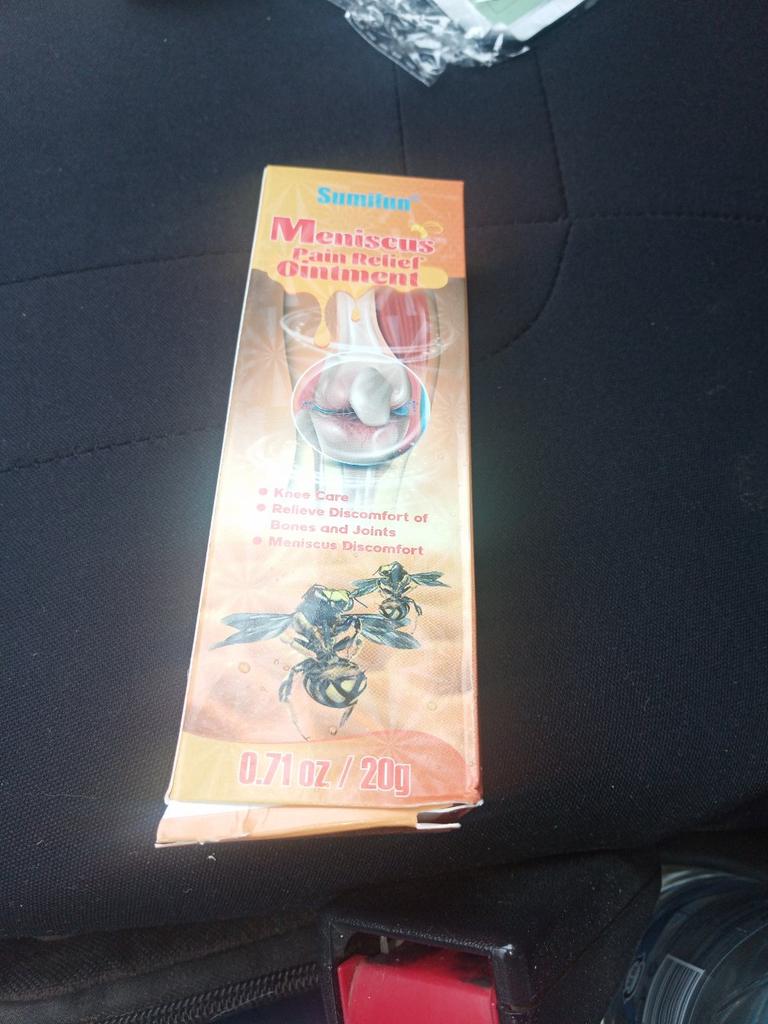 Sumifun®
Meniscus
Pain Relief
Ointment
● Knee Care
● Relieve Discomfort of
Bones and Joints
● Meniscus Discomfort
0.71 oz / 20g